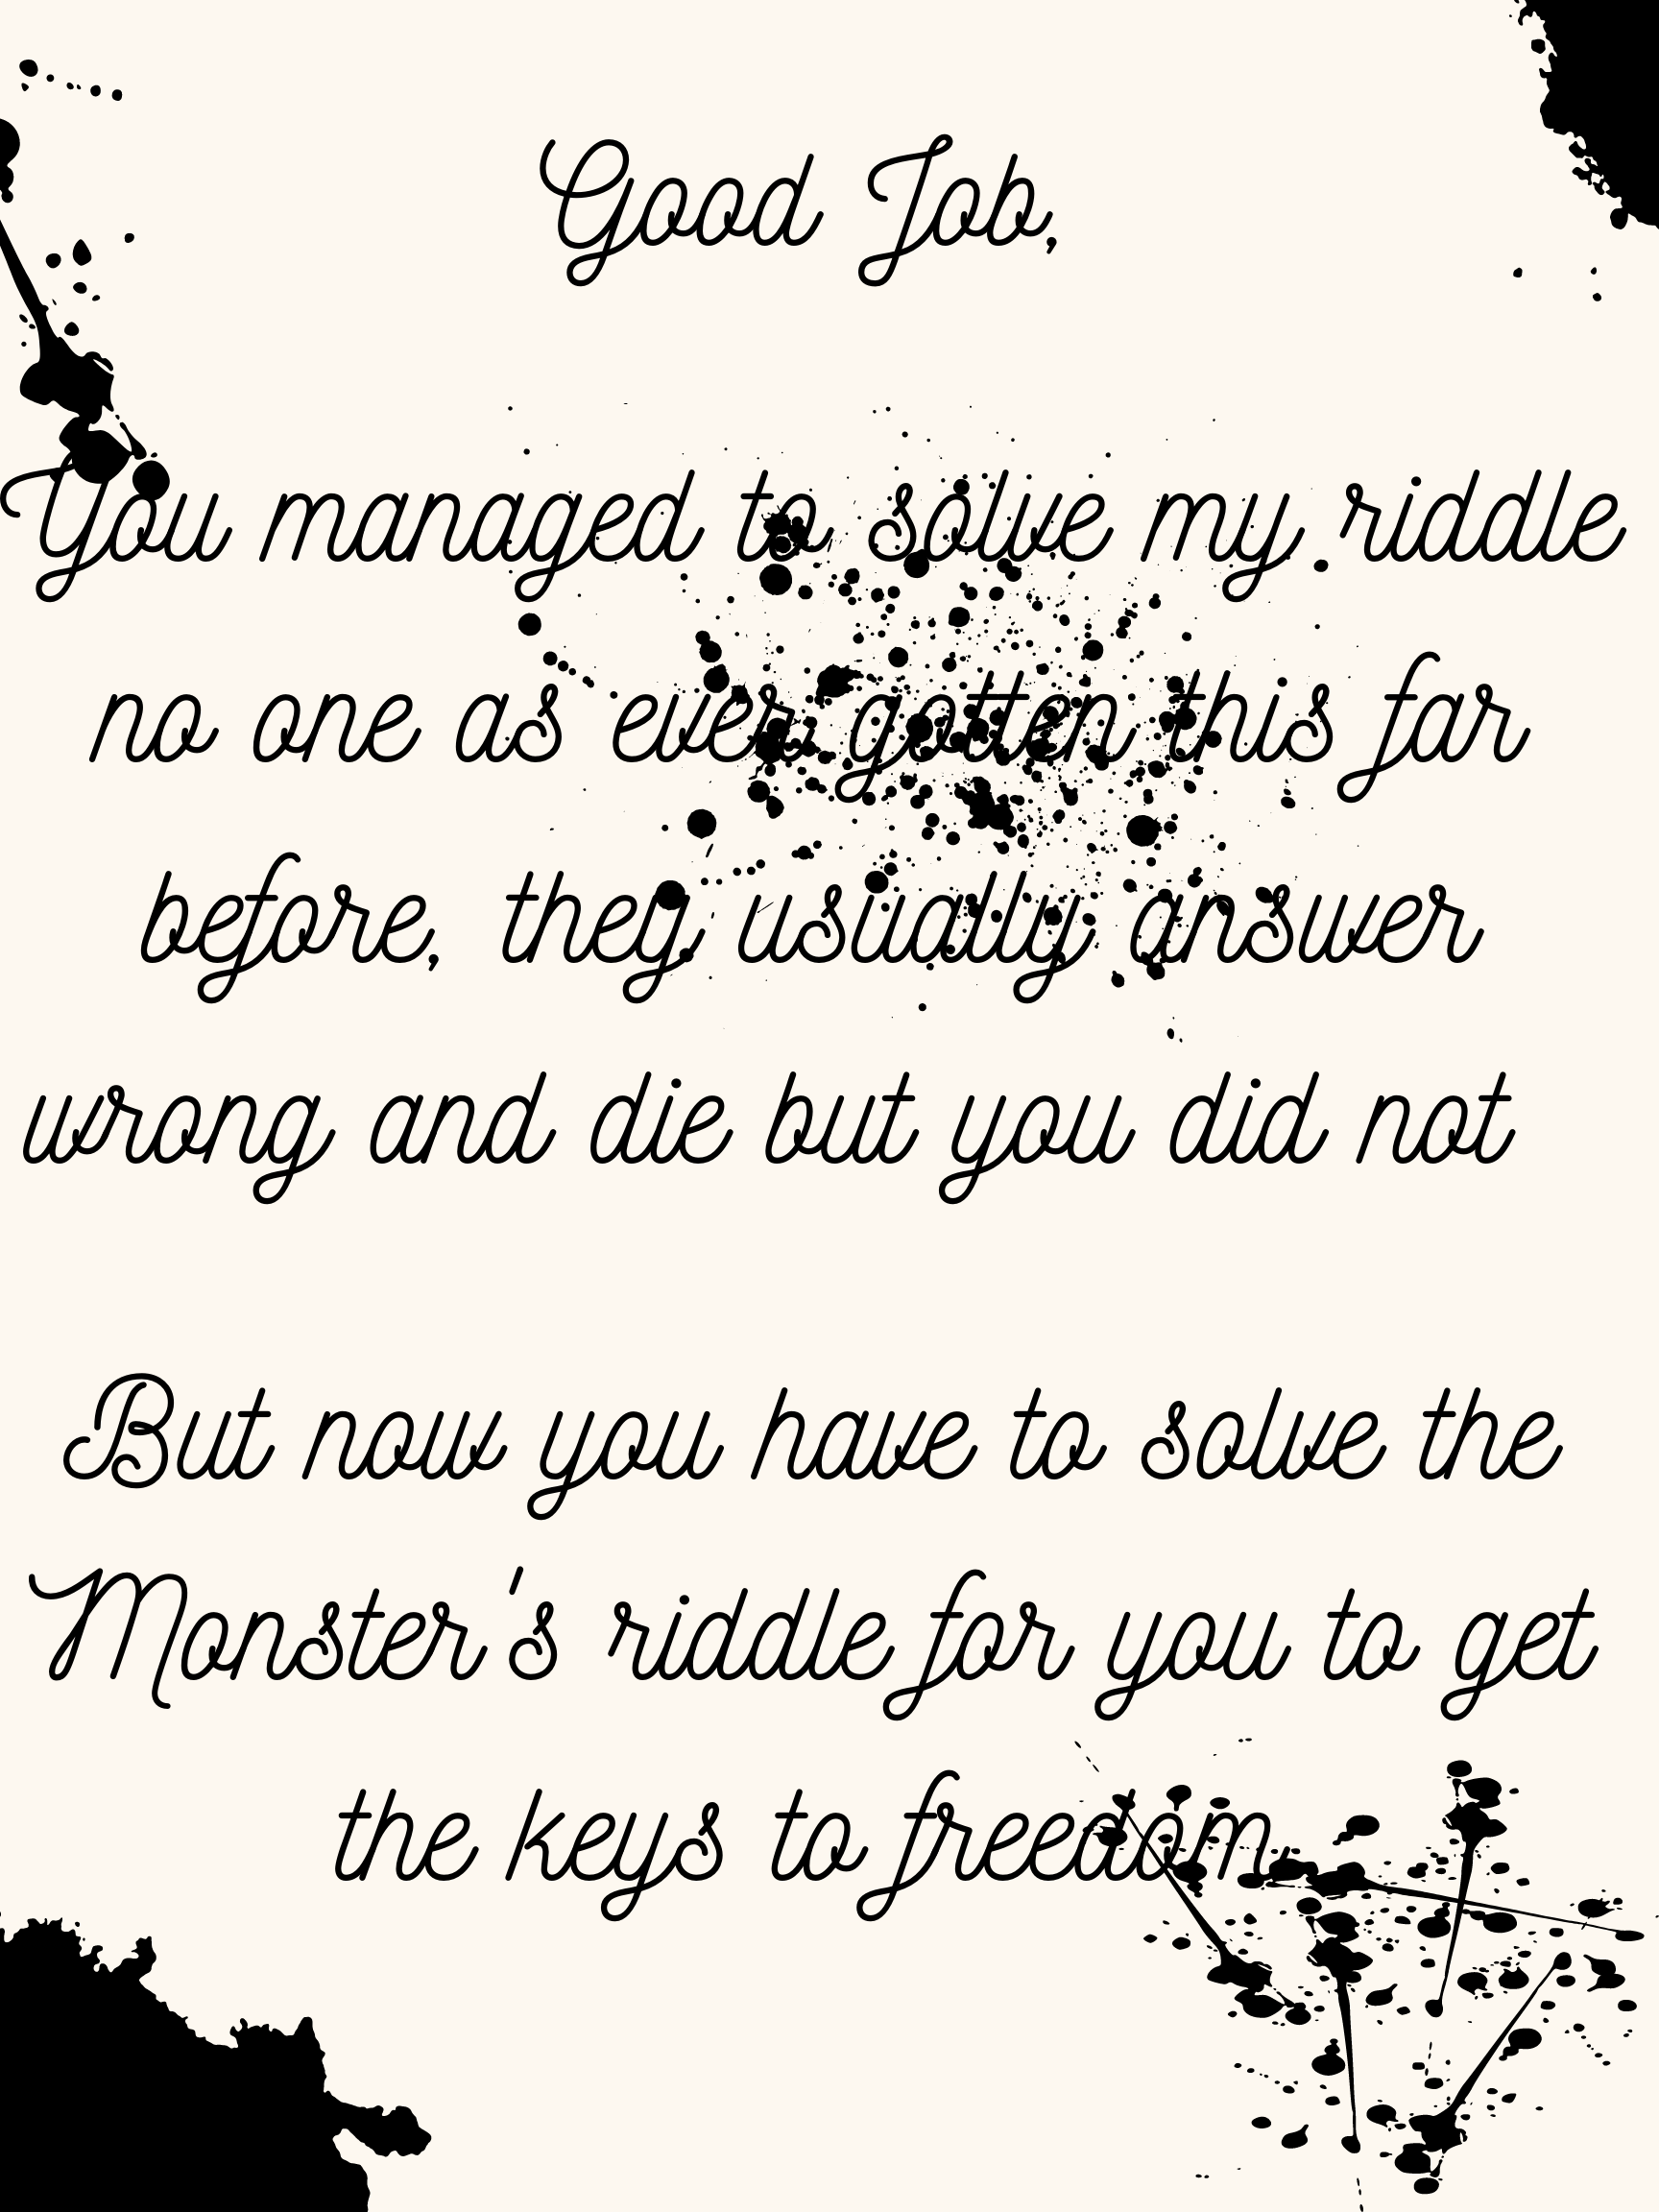 Good Job,
You managed to solve my riddle
no one as ever gotten this far
before, they usually answer
wrong and die but you did not
But now you have to solve the
Monster's riddle for you to get
the keys to freedom.